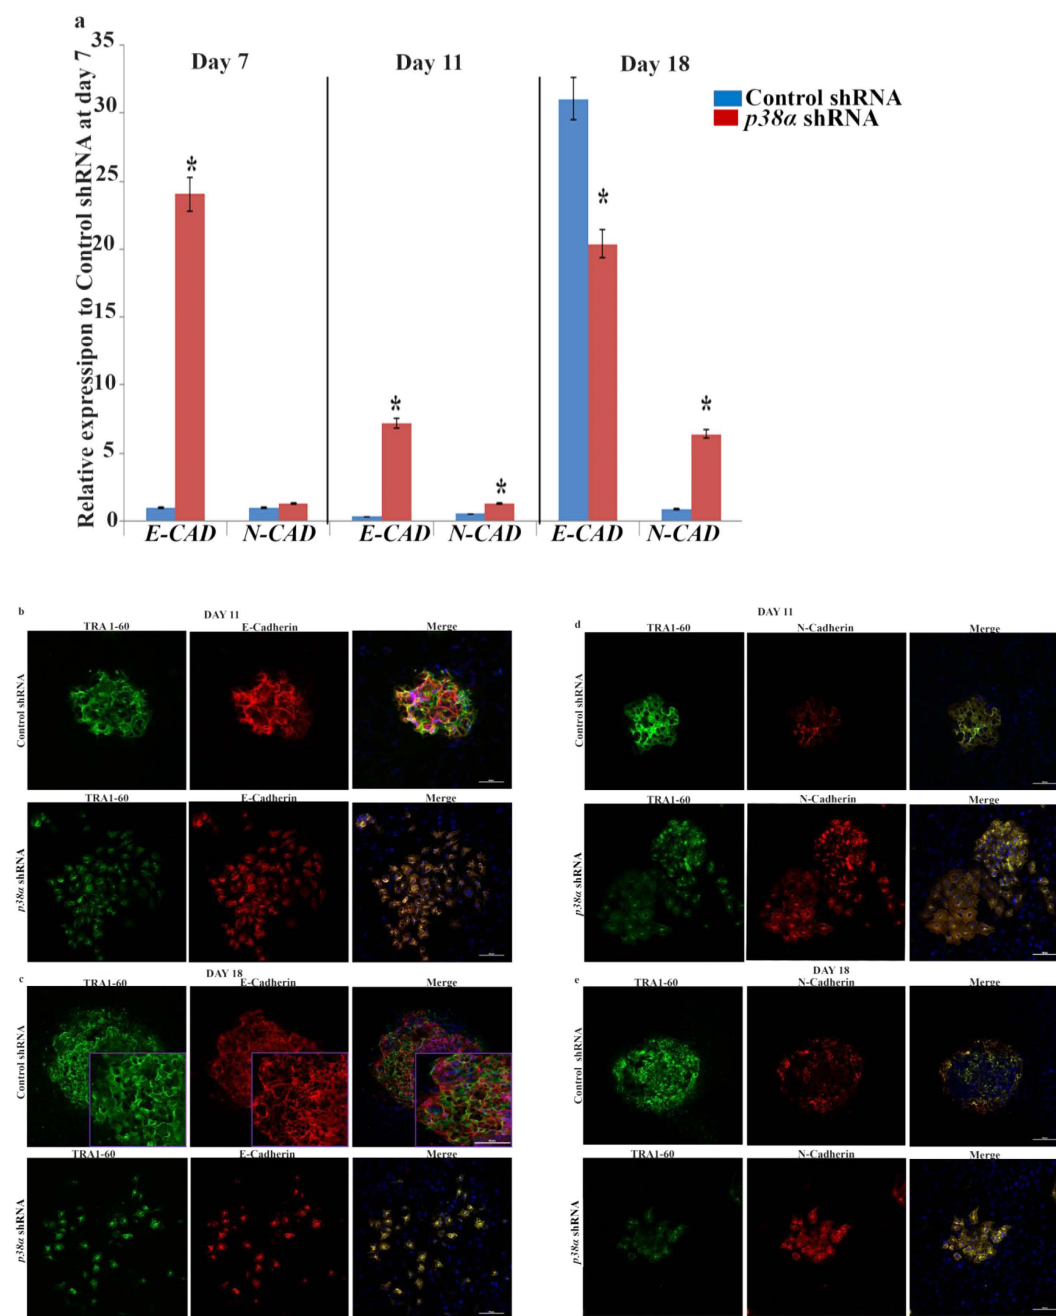 a
Relative expressipon to Control shRNA at day 7
35
30
25
20
15
10
5
0
Day 7
Day 11
Day 18
Control shRNA
p38α shRNA
*
*
*
*
*
E-CAD
N-CAD
E-CAD
N-CAD
E-CAD
N-CAD
b
DAY 11
TRA 1-60
E-Cadherin
Merge
Control shRNA
TRA1-60
E-Cadherin
Merge
p38α shRNA
c
DAY 18
TRA1-60
E-Cadherin
Merge
Control shRNA
TRA1-60
E-Cadherin
Merge
p38α shRNA
d
DAY 11
TRA1-60
N-Cadherin
Merge
Control shRNA
TRA1-60
N-Cadherin
Merge
p38α shRNA
e
DAY 18
TRA1-60
N-Cadherin
Merge
Control shRNA
TRA1-60
N-Cadherin
Merge
p38α shRNA